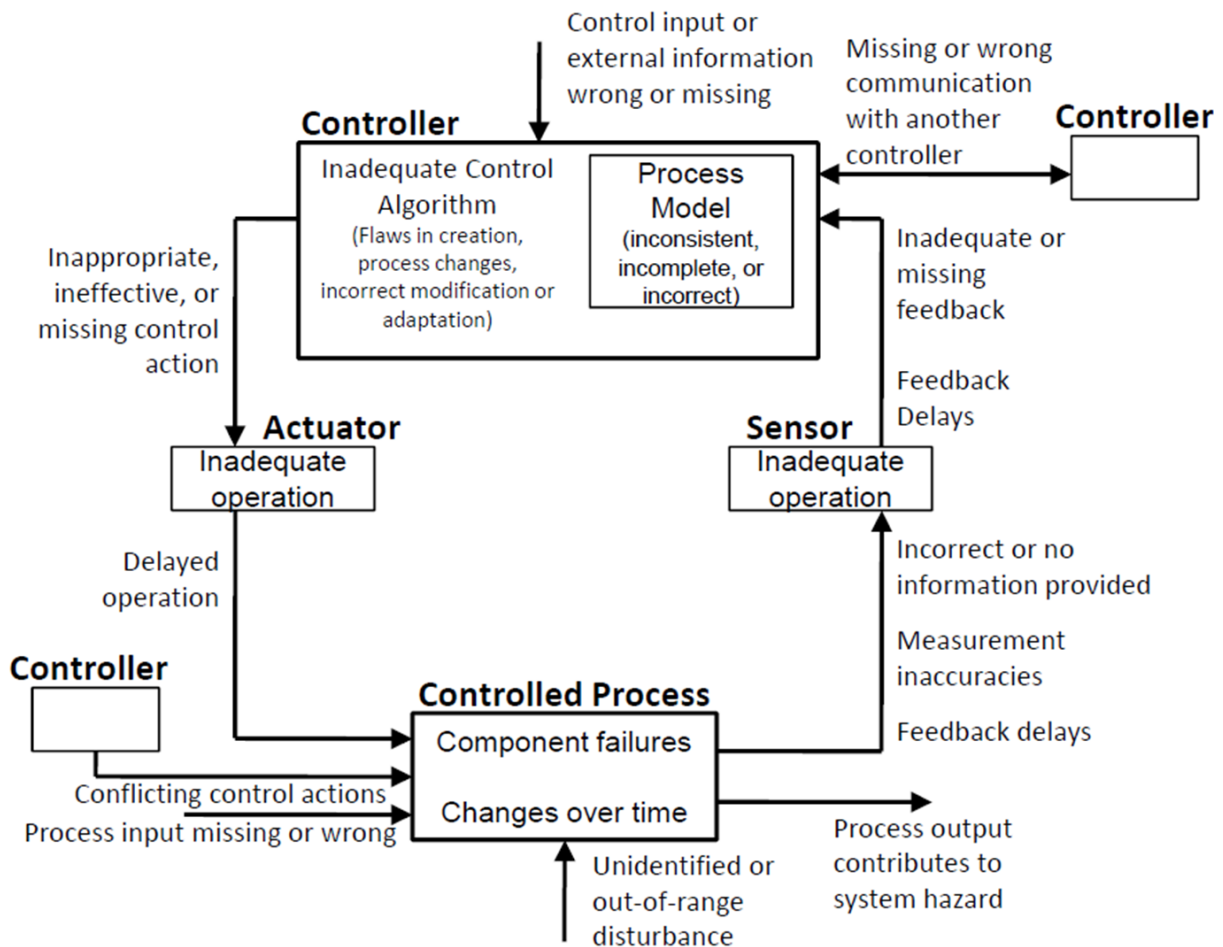 Control input or
external information
wrong or missing
Missing or wrong
communication
with another
controller
Controller
Controller
Inadequate Control
Algorithm
(Flaws in creation,
process changes,
incorrect modification or
adaptation)
Process
Model
(inconsistent,
incomplete, or
incorrect)
Inappropriate,
ineffective, or
missing control
action
Inadequate or
missing
feedback
Feedback
Delays
Actuator
Inadequate
operation
Sensor
Inadequate
operation
Delayed
operation
Incorrect or no
information provided
Measurement
inaccuracies
Feedback delays
Controller
Controlled Process
Component failures
Changes over time
Conflicting control actions
Process input missing or wrong
Unidentified or
out-of-range
disturbance
Process output
contributes to
system hazard